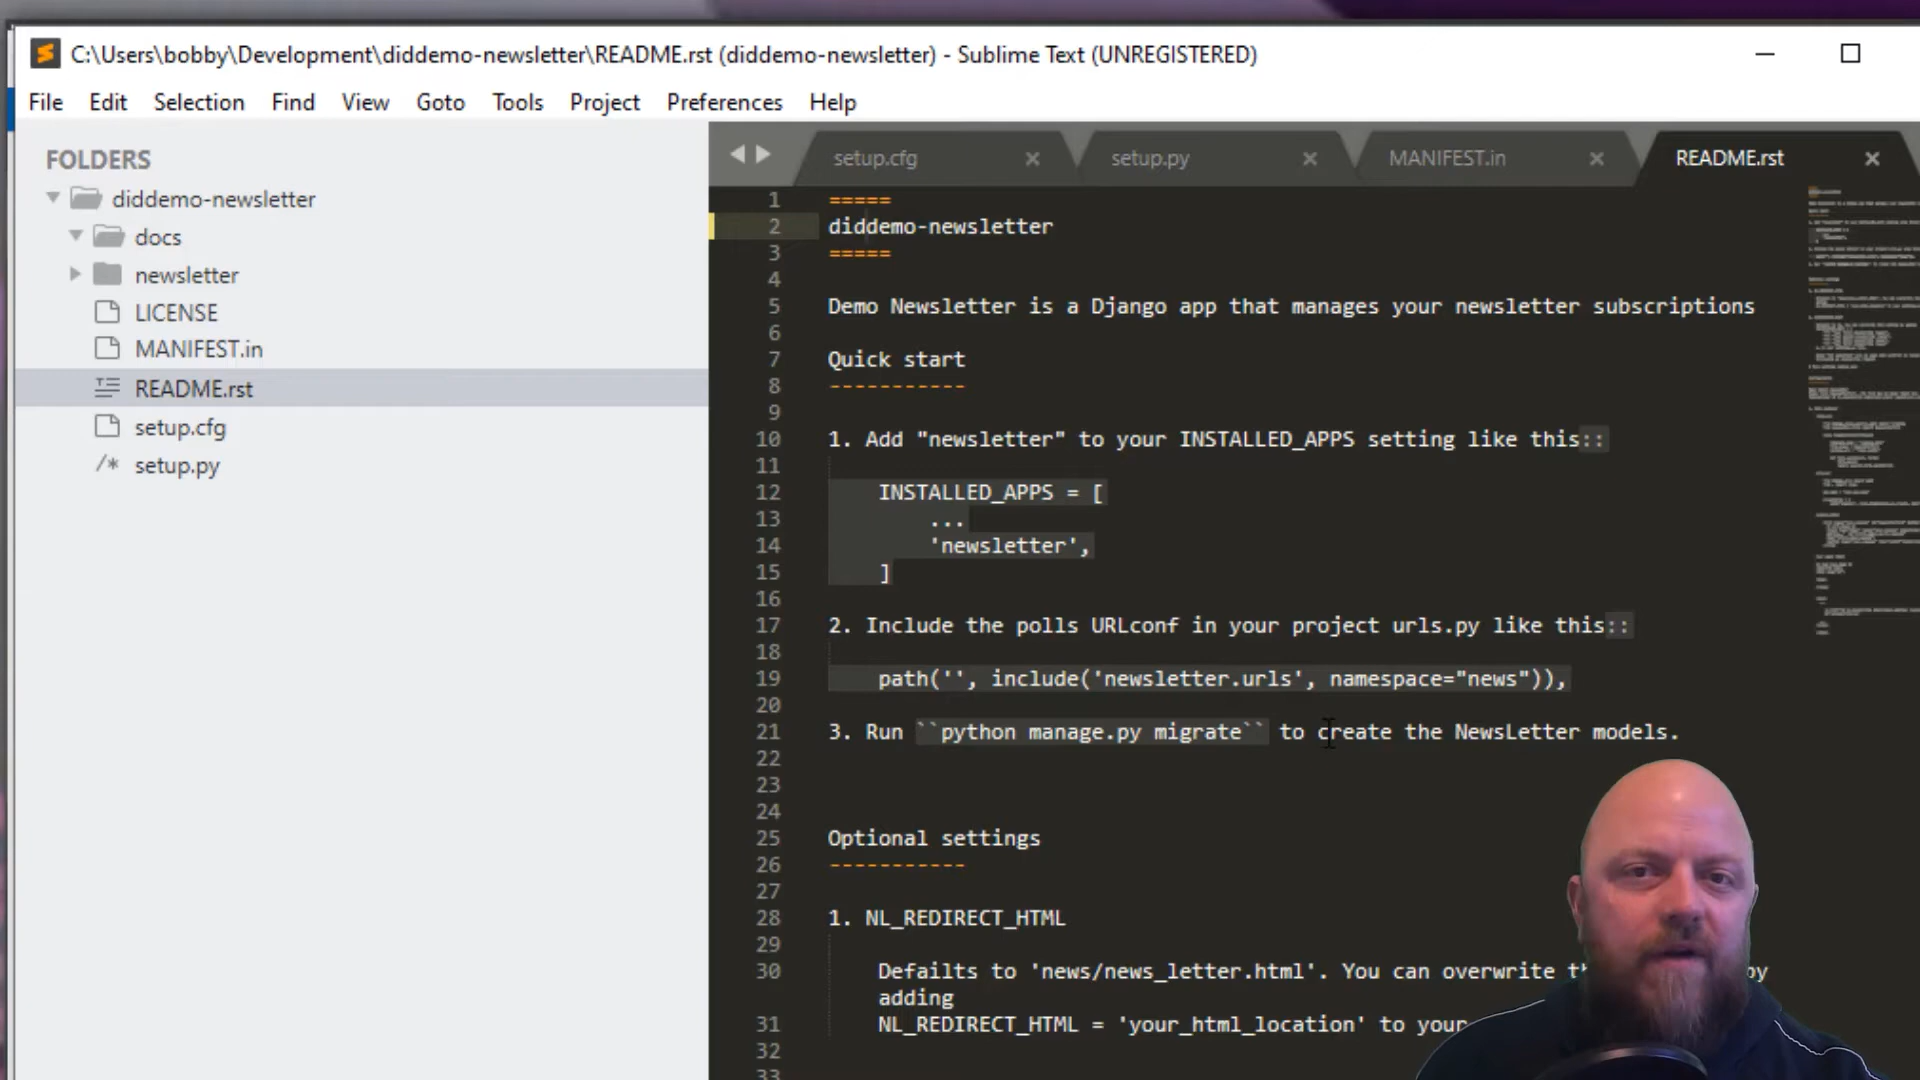 C:\Users\bobby\Development\diddemo-newsletter\README.rst (diddemo-newsletter) - Sublime Text (UNREGISTERED)
File Edit Selection Find View Goto Tools Project Preferences Help
FOLDERS
diddemo-newsletter
docs
newsletter
LICENSE
MANIFEST.in
README.rst
setup.cfg
setup.py
setup.cfg setup.py MANIFEST.in README.rst
1 =====
2 diddemo-newsletter
3 =====
4
5 Demo Newsletter is a Django app that manages your newsletter subscriptions
6
7 Quick start
8 -----------
9
10 1. Add "newsletter" to your INSTALLED_APPS setting like this::
11
12 INSTALLED_APPS = [
13 ...
14 'newsletter',
15 ]
16
17 2. Include the polls URLconf in your project urls.py like this::
18
19 path('', include('newsletter.urls', namespace="news")),
20
21 3. Run ``python manage.py migrate`` to create the NewsLetter models.
22
23
24
25 Optional settings
26 -----------
27
28 1. NL_REDIRECT_HTML
29
30 Defailts to 'news/news_letter.html'. You can overwrite by
adding
31 NL_REDIRECT_HTML = 'your_html_location' to your
32
33